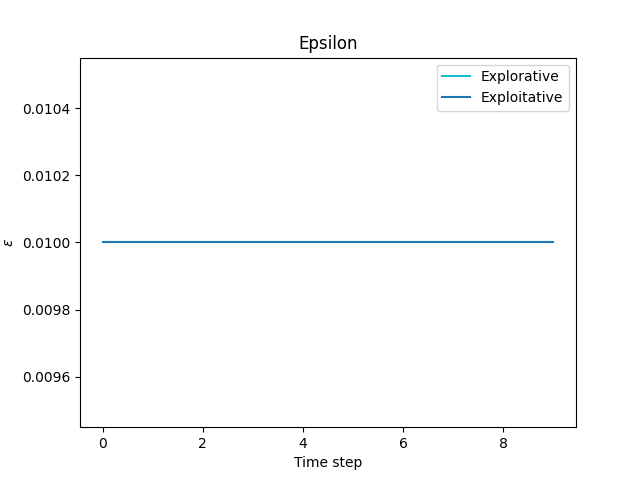 Epsilon
Explorative
Exploitative
0.0104
0.0102
0.0100
0.0098
0.0096
ε
0 2 4 6 8
Time step